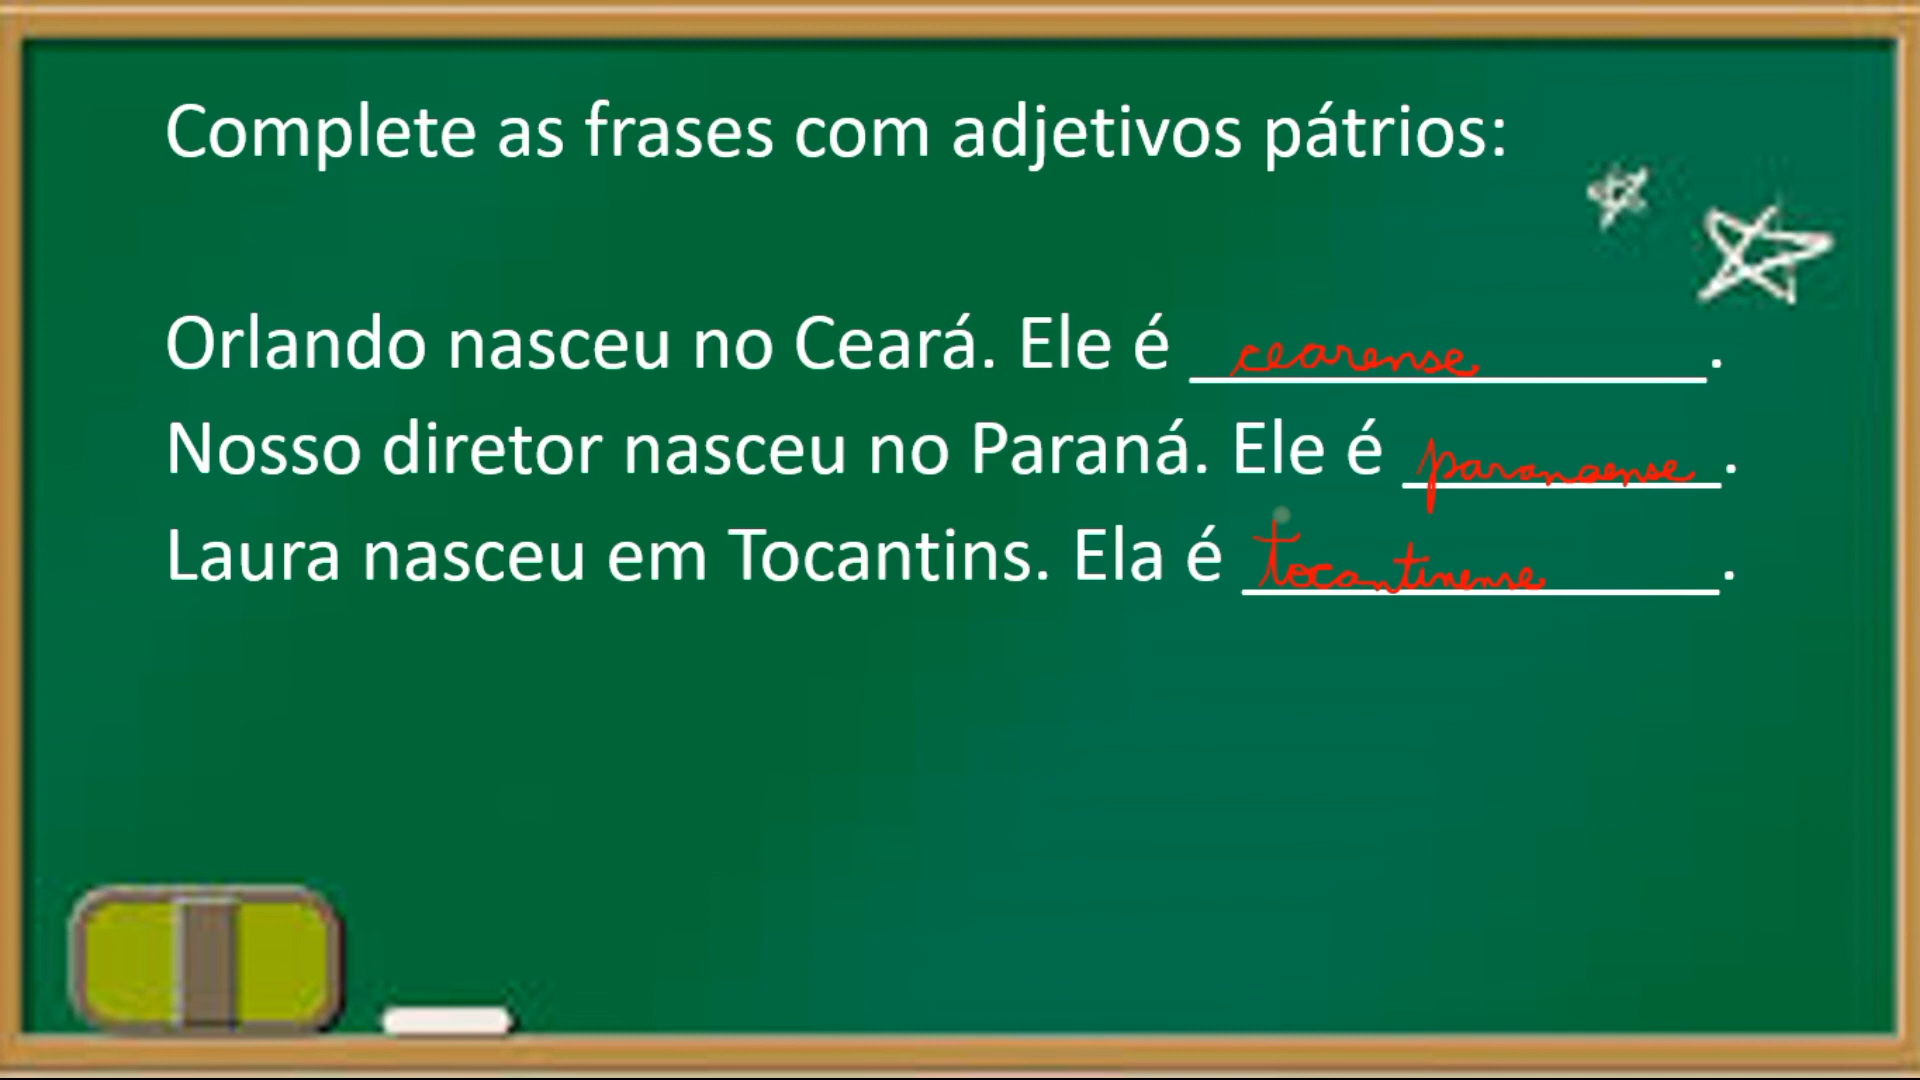 Complete as frases com adjetivos pátrios:
Orlando nasceu no Ceará. Ele é cearense.
Nosso diretor nasceu no Paraná. Ele é paranaense.
Laura nasceu em Tocantins. Ela é tocantinense.